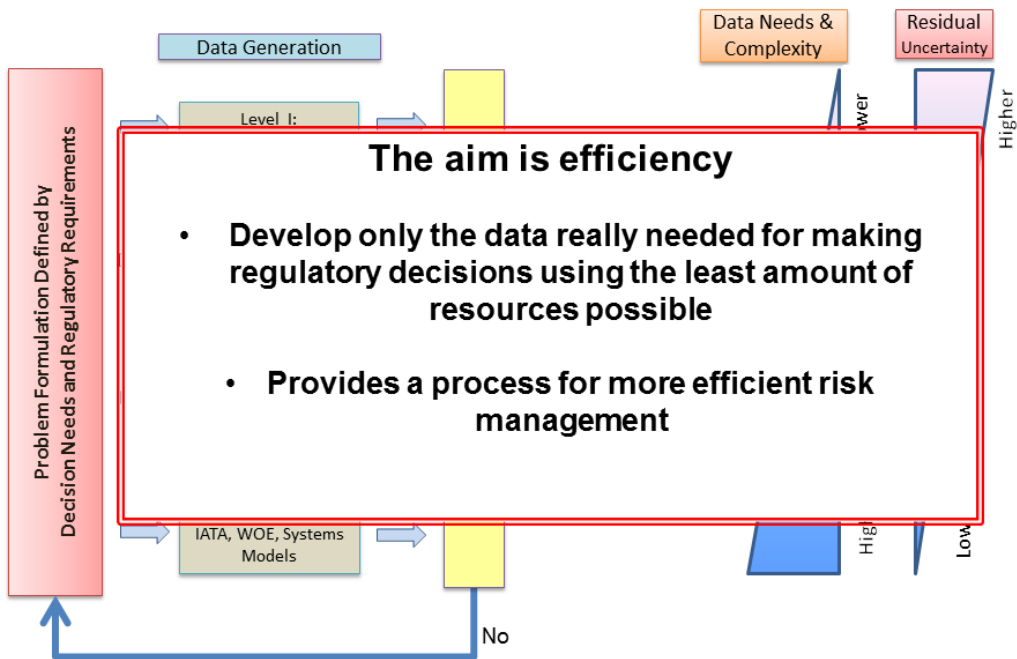 Data Generation
Data Needs &
Complexity
Residual
Uncertainty
Problem Formulation Defined by
Decision Needs and Regulatory Requirements
Level I:
Higher
The aim is efficiency
• Develop only the data really needed for making
regulatory decisions using the least amount of
resources possible
• Provides a process for more efficient risk
management
IATA, WOE, Systems
Models
No